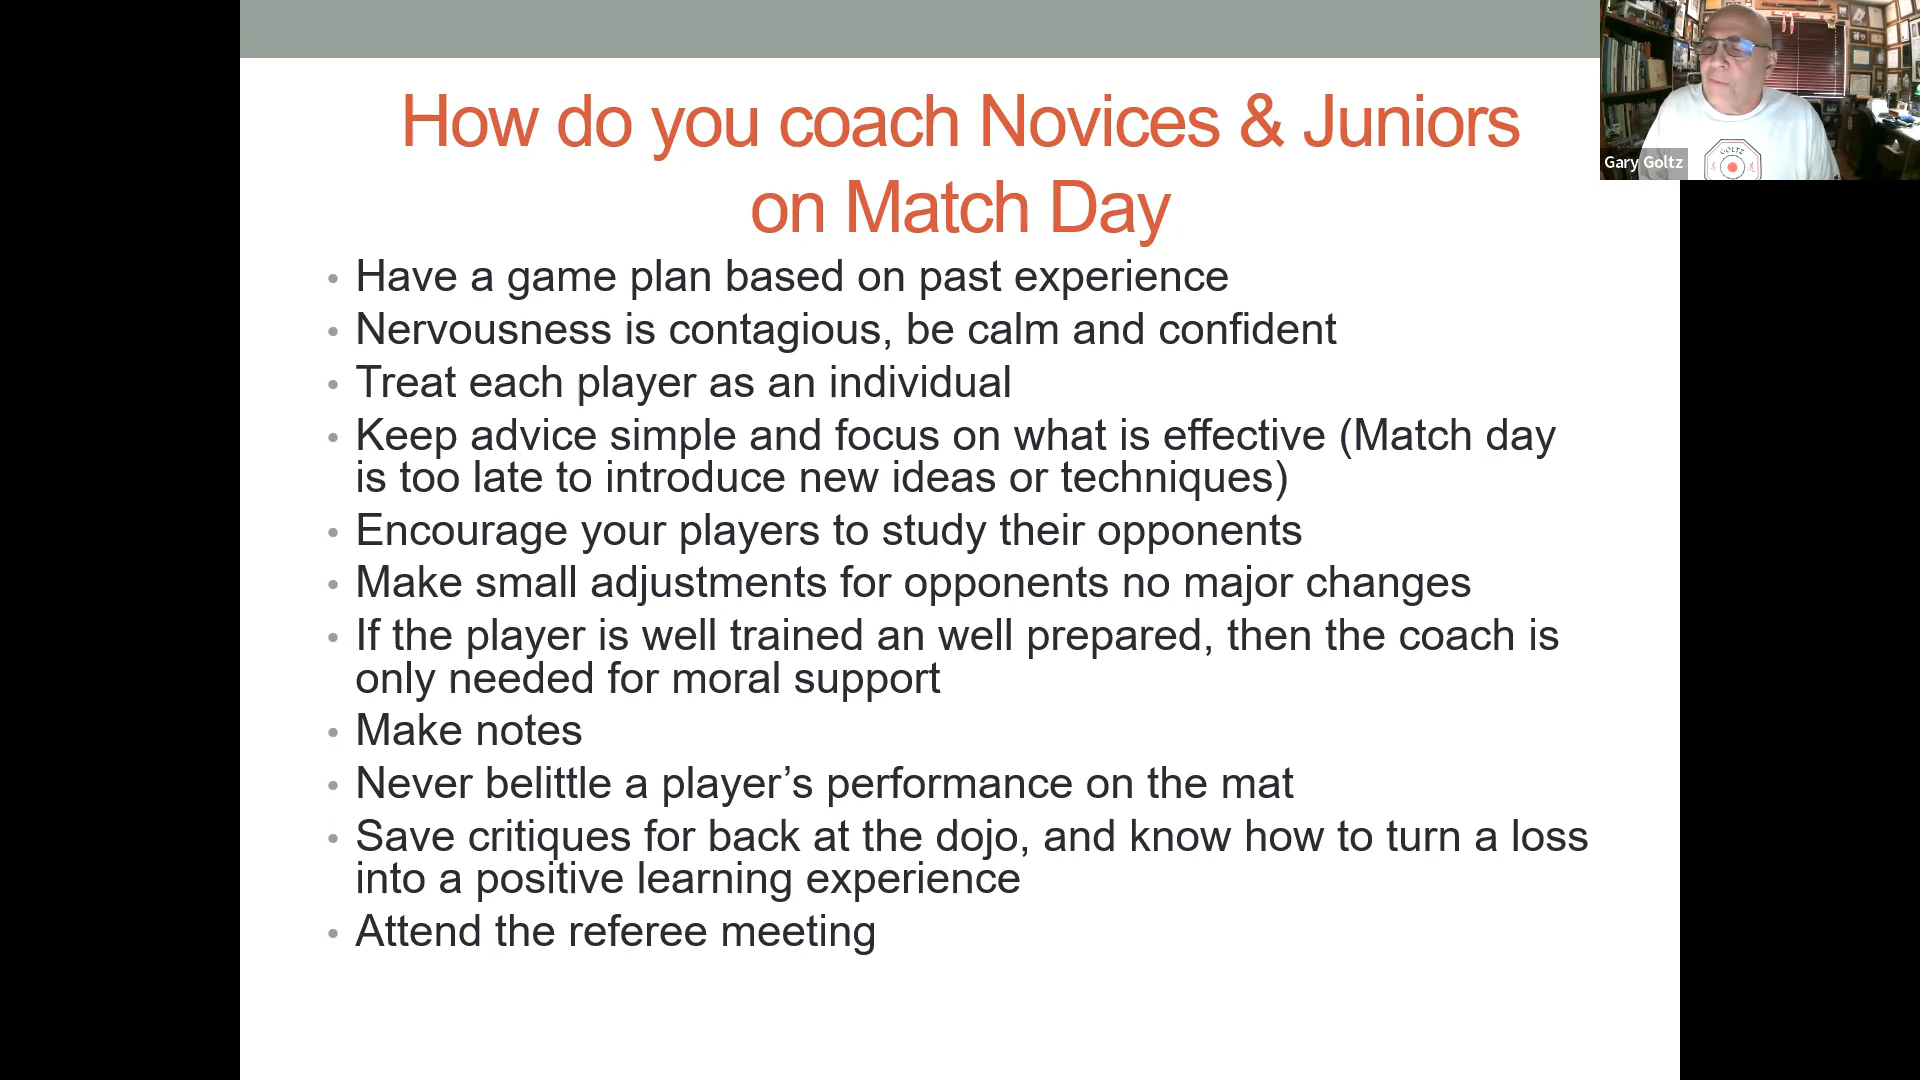 How do you coach Novices & Juniors
on Match Day
• Have a game plan based on past experience
• Nervousness is contagious, be calm and confident
• Treat each player as an individual
• Keep advice simple and focus on what is effective (Match day
is too late to introduce new ideas or techniques)
• Encourage your players to study their opponents
• Make small adjustments for opponents no major changes
• If the player is well trained an well prepared, then the coach is
only needed for moral support
• Make notes
• Never belittle a player’s performance on the mat
• Save critiques for back at the dojo, and know how to turn a loss
into a positive learning experience
• Attend the referee meeting
Gary Goltz
GOLTZ